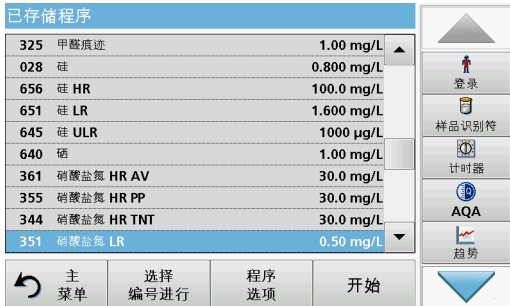 已存储程序
325 甲醛痕迹 1.00 mg/L
028 硅 0.800 mg/L
656 硅 HR 100.0 mg/L
651 硅 LR 1.600 mg/L
645 硅 ULR 1000 µg/L
640 硒 1.00 mg/L
361 硝酸盐氮 HR AV 30.0 mg/L
355 硝酸盐氮 HR PP 30.0 mg/L
344 硝酸盐氮 HR TNT 30.0 mg/L
351 硝酸盐氮 LR 0.50 mg/L
登录
样品识别符
计时器
AQA
趋势
主
菜单
选择
编号进行
程序
选项
开始